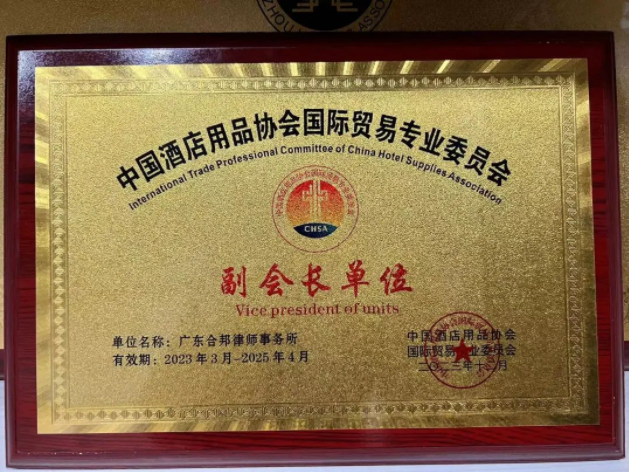 中国酒店用品协会国际贸易专业委员会
International Trade Professional Committee of China Hotel Supplies Association
CHSA
副会长单位
Vice president of units
单位名称：广东合邦律师事务所
有效期：2023年3月-2025年4月
中国酒店用品协会
国际贸易专业委员会